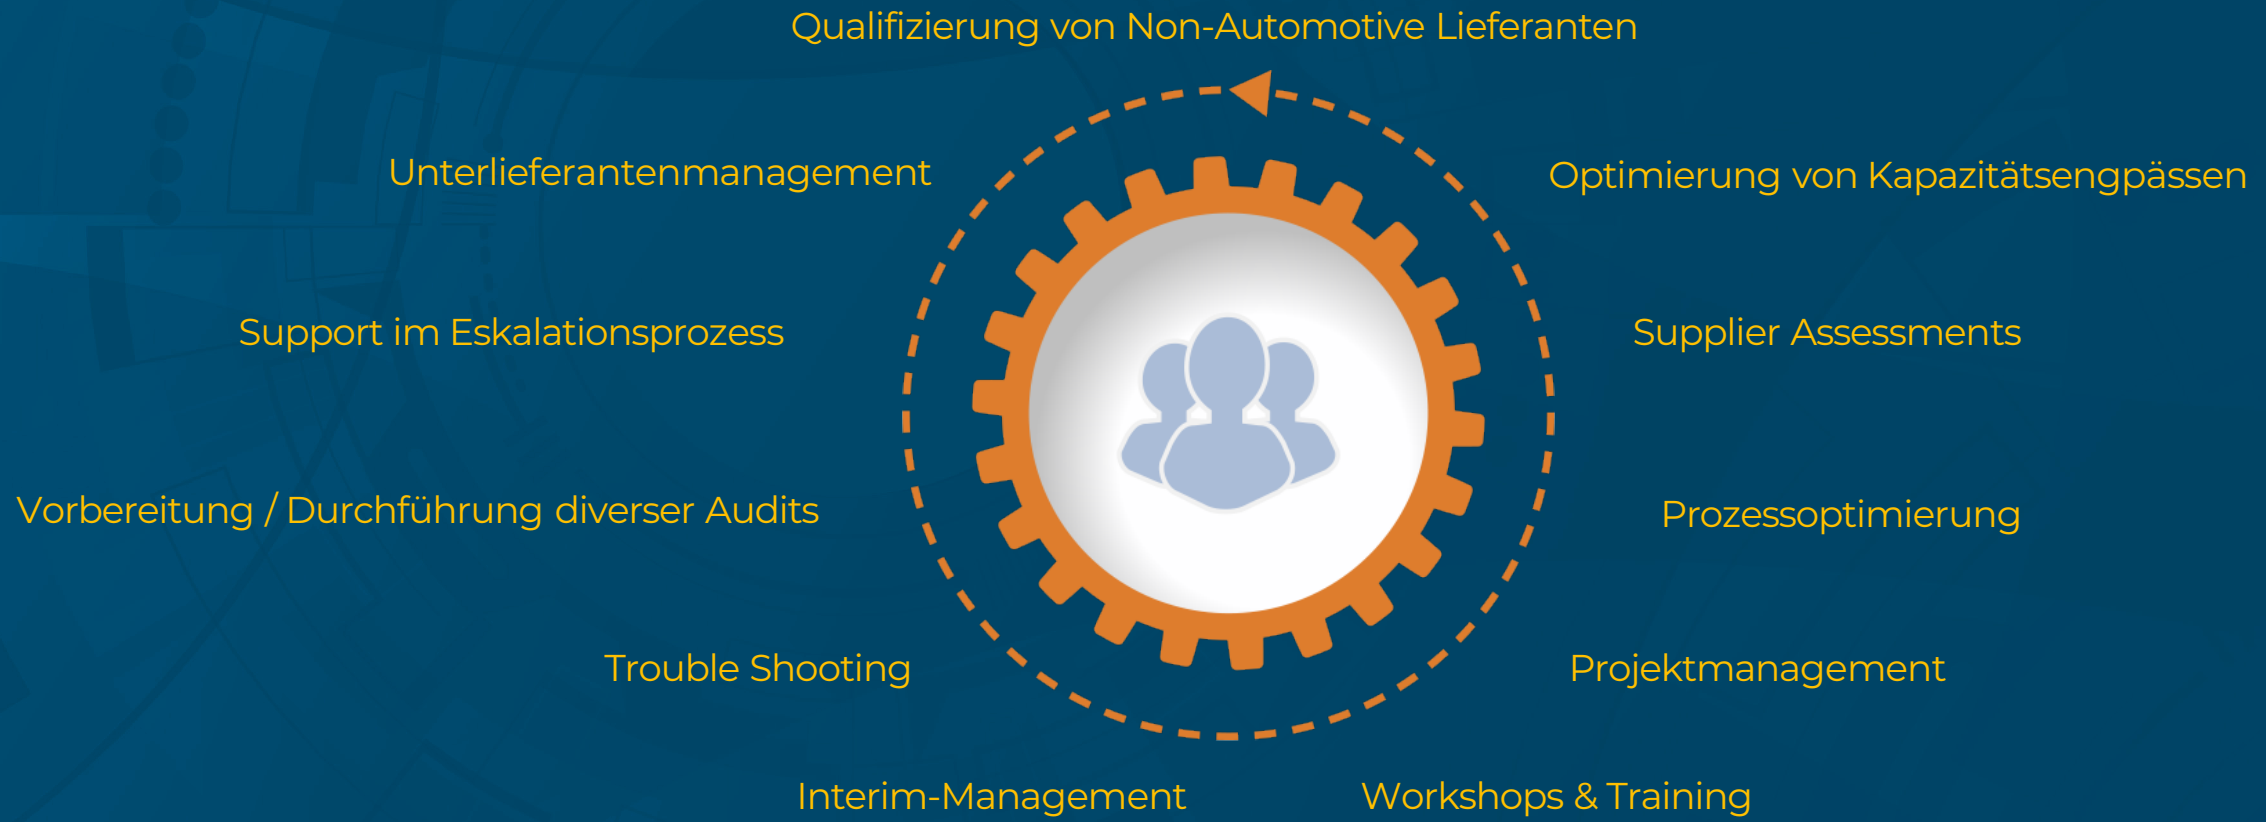 Qualifizierung von Non-Automotive Lieferanten
Unterlieferantenmanagement
Optimierung von Kapazitätsengpässen
Support im Eskalationsprozess
Supplier Assessments
Vorbereitung / Durchführung diverser Audits
Prozessoptimierung
Trouble Shooting
Projektmanagement
Interim-Management
Workshops & Training